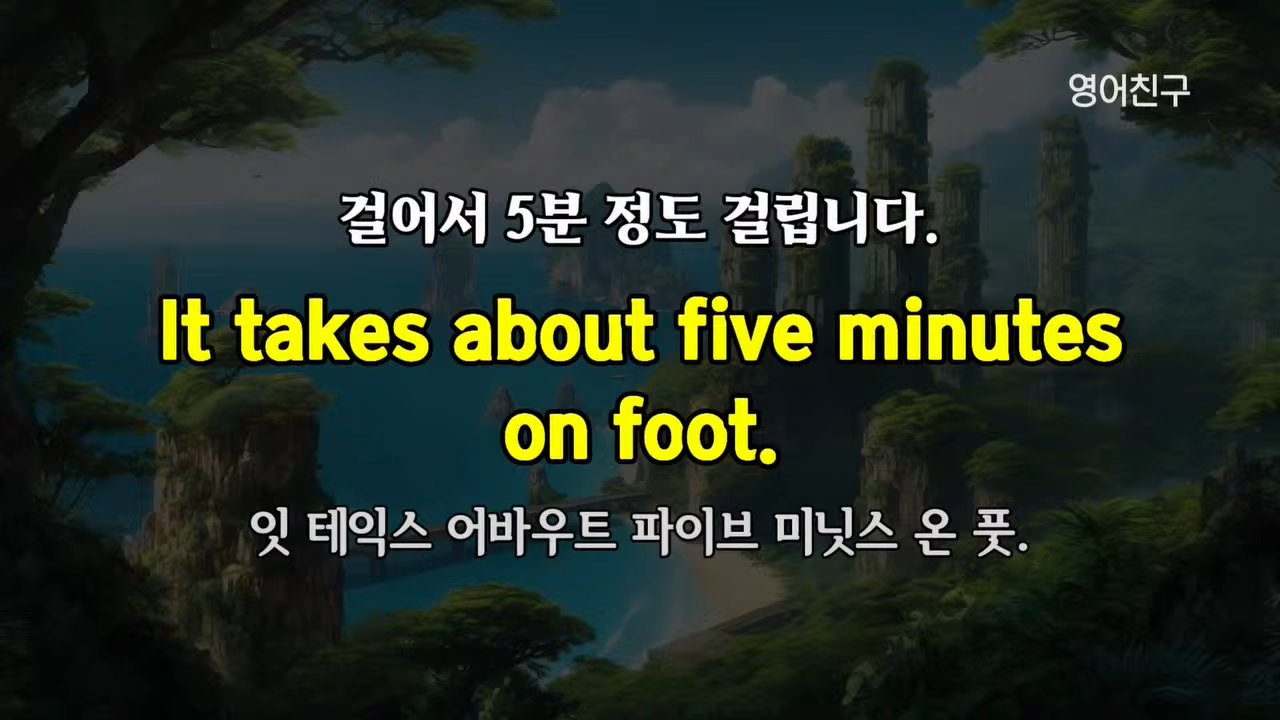 영어친구
걸어서 5분 정도 걸립니다.
It takes about five minutes
on foot.
잇 테익스 어바우트 파이브 미닛스 온 풋.